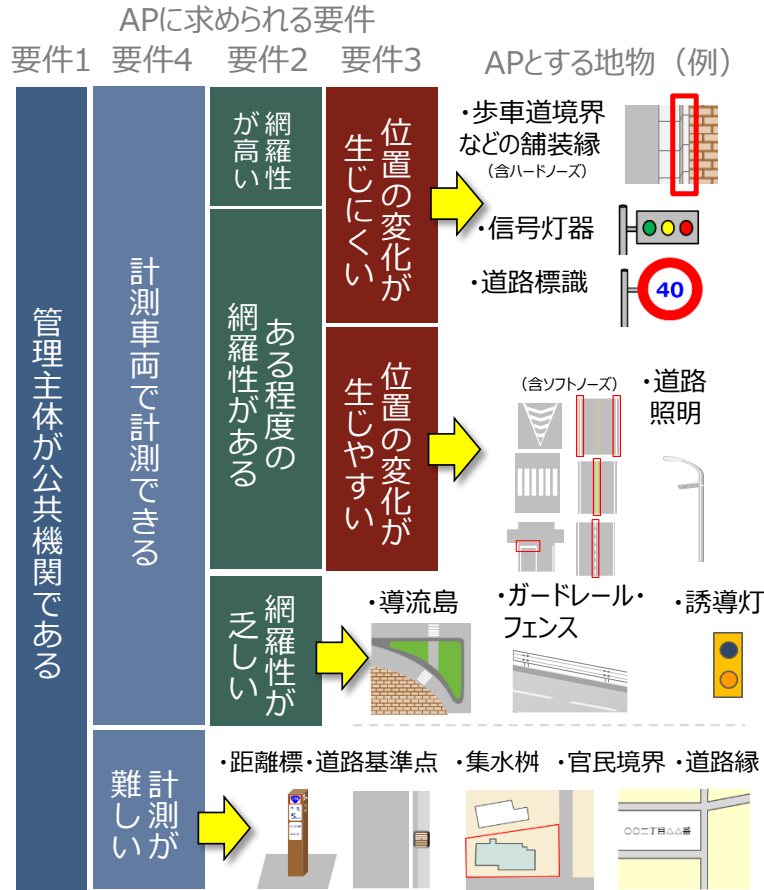 APに求められる要件
要件1 要件4 要件2 要件3 APとする地物（例）
管理主体が公共機関である
計測車両で計測できる
計測が
難しい
網羅性
が高い
ある程度の
網羅性がある
網羅性が
乏しい
位置の変化が
生じにくい
位置の変化が
生じやすい
・歩車道境界
などの舗装縁
（含ハードノーズ）
・信号灯器
・道路標識
40
（含ソフトノーズ）
・道路
照明
・導流島
・ガードレール・
フェンス
・誘導灯
・距離標・道路基準点 ・集水桝 ・官民境界 ・道路縁
○○二丁目△△番